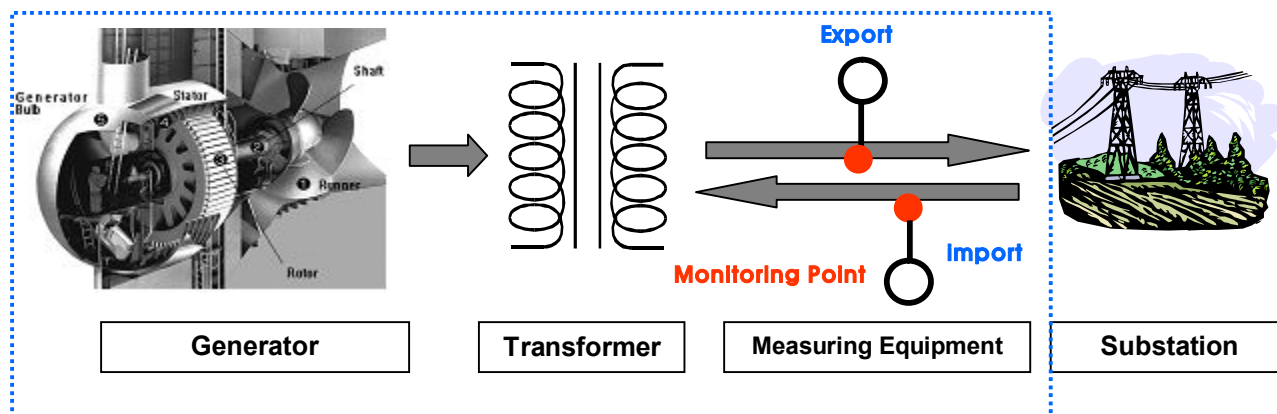 Export
Shaft
Stator
Generator
Bulb
5
4
3
2
1
Runner
Rotor
Import
Monitoring Point
Generator
Transformer
Measuring Equipment
Substation